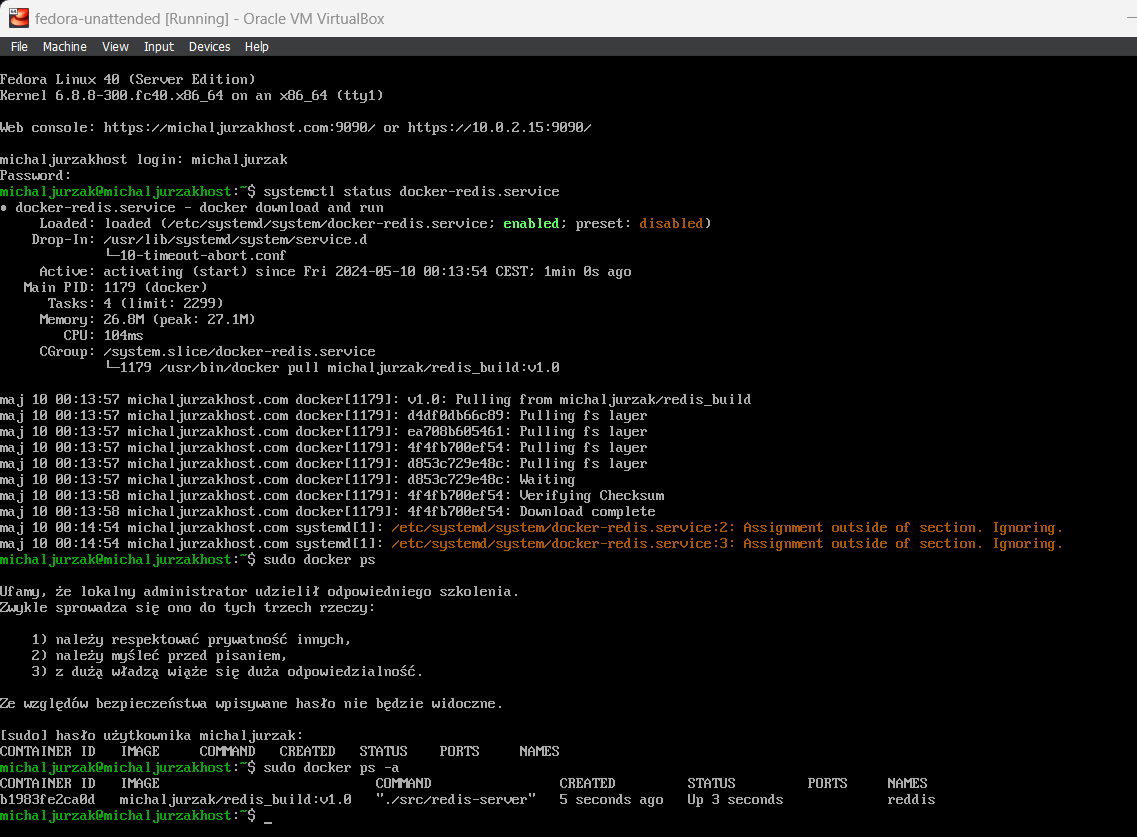 fedora-unattended [Running] - Oracle VM VirtualBox
File Machine View Input Devices Help
Fedora Linux 40 (Server Edition)
Kernel 6.8.8-300.fc40.x86_64 on an x86_64 (tty1)
Web console: https://michaljurzakhost.com:9090/ or https://10.0.2.15:9090/
michaljurzakhost login: michaljurzak
Password:
michaljurzak@michaljurzakhost:~$ systemctl status docker-redis.service
● docker-redis.service - docker download and run
Loaded: loaded (/etc/systemd/system/docker-redis.service; enabled; preset: disabled)
Drop-In: /usr/lib/systemd/system/service.d
└─10-timeout-abort.conf
Active: activating (start) since Fri 2024-05-10 00:13:54 CEST; 1min 0s ago
Main PID: 1179 (docker)
Tasks: 4 (limit: 2299)
Memory: 26.8M (peak: 27.1M)
CPU: 104ms
CGroup: /system.slice/docker-redis.service
└─1179 /usr/bin/docker pull michaljurzak/redis_build:v1.0
maj 10 00:13:57 michaljurzakhost.com docker[1179]: v1.0: Pulling from michaljurzak/redis_build
maj 10 00:13:57 michaljurzakhost.com docker[1179]: d4df0db66c89: Pulling fs layer
maj 10 00:13:57 michaljurzakhost.com docker[1179]: ea708b605461: Pulling fs layer
maj 10 00:13:57 michaljurzakhost.com docker[1179]: 4f4fb700ef54: Pulling fs layer
maj 10 00:13:57 michaljurzakhost.com docker[1179]: d853c729e48c: Pulling fs layer
maj 10 00:13:57 michaljurzakhost.com docker[1179]: d853c729e48c: Waiting
maj 10 00:13:58 michaljurzakhost.com docker[1179]: 4f4fb700ef54: Verifying Checksum
maj 10 00:13:58 michaljurzakhost.com docker[1179]: 4f4fb700ef54: Download complete
maj 10 00:14:54 michaljurzakhost.com systemd[1]: /etc/systemd/system/docker-redis.service:2: Assignment outside of section. Ignoring.
maj 10 00:14:54 michaljurzakhost.com systemd[1]: /etc/systemd/system/docker-redis.service:3: Assignment outside of section. Ignoring.
michaljurzak@michaljurzakhost:~$ sudo docker ps
Ufamy, że lokalny administrator udzielił odpowiedniego szkolenia.
Zwykle sprowadza się ono do tych trzech rzeczy:
1) należy respektować prywatność innych,
2) należy myśleć przed pisaniem,
3) z dużą władzą wiąże się duża odpowiedzialność.
Ze względów bezpieczeństwa wpisywane hasło nie będzie widoczne.
[sudo] hasło użytkownika michaljurzak:
CONTAINER ID IMAGE COMMAND CREATED STATUS PORTS NAMES
michaljurzak@michaljurzakhost:~$ sudo docker ps -a
CONTAINER ID IMAGE COMMAND CREATED STATUS PORTS NAMES
b1983fe2ca0d michaljurzak/redis_build:v1.0 "./src/redis-server" 5 seconds ago Up 3 seconds reddis
michaljurzak@michaljurzakhost:~$ _